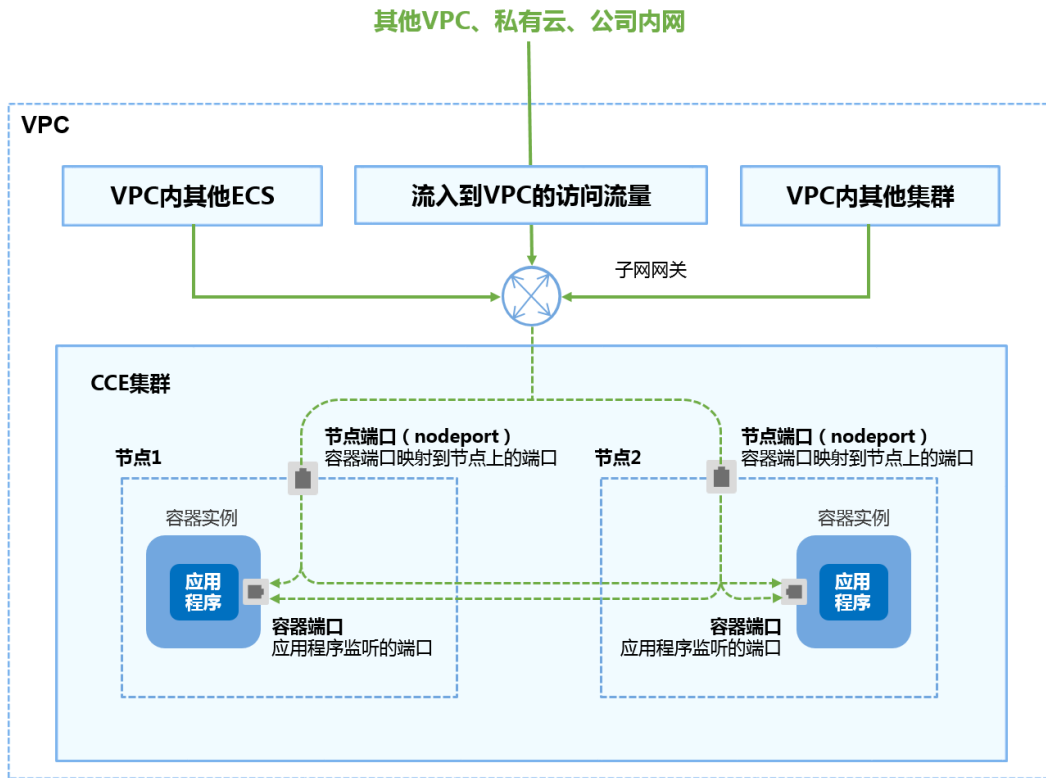 其他VPC、私有云、公司内网
VPC
VPC内其他ECS
流入到VPC的访问流量
VPC内其他集群
子网网关
CCE集群
节点端口（nodeport）
容器端口映射到节点上的端口
节点端口（nodeport）
容器端口映射到节点上的端口
节点1
节点2
容器实例
容器实例
应用
程序
应用
程序
容器端口
应用程序监听的端口
容器端口
应用程序监听的端口